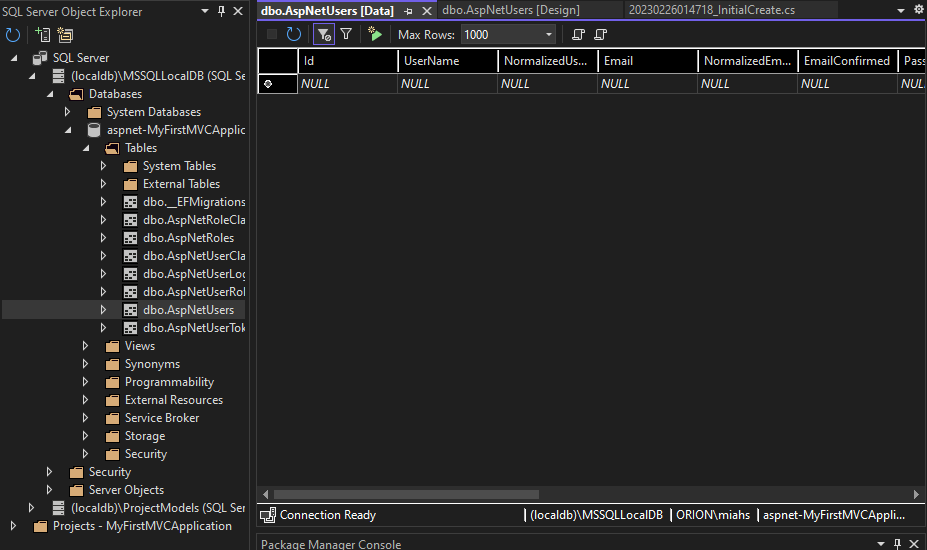 SQL Server Object Explorer
SQL Server
(localdb)\MSSQLLocalDB (SQL Se
Databases
System Databases
aspnet-MyFirstMVCApplic
Tables
System Tables
External Tables
dbo.__EFMigrations
dbo.AspNetRoleCla
dbo.AspNetRoles
dbo.AspNetUserCla
dbo.AspNetUserLog
dbo.AspNetUserRol
dbo.AspNetUsers
dbo.AspNetUserTok
Views
Synonyms
Programmability
External Resources
Service Broker
Storage
Security
Security
Server Objects
(localdb)\ProjectModels (SQL Ser
Projects - MyFirstMVCApplication
dbo.AspNetUsers [Data] dbo.AspNetUsers [Design] 20230226014718_InitialCreate.cs
Max Rows: 1000
Id UserName NormalizedUs... Email NormalizedEm... EmailConfirmed Pass
NULL NULL NULL NULL NULL NULL NUL
Connection Ready (localdb)\MSSQLLocalDB ORION\miahs aspnet-MyFirstMVCAppli...
Package Manager Console